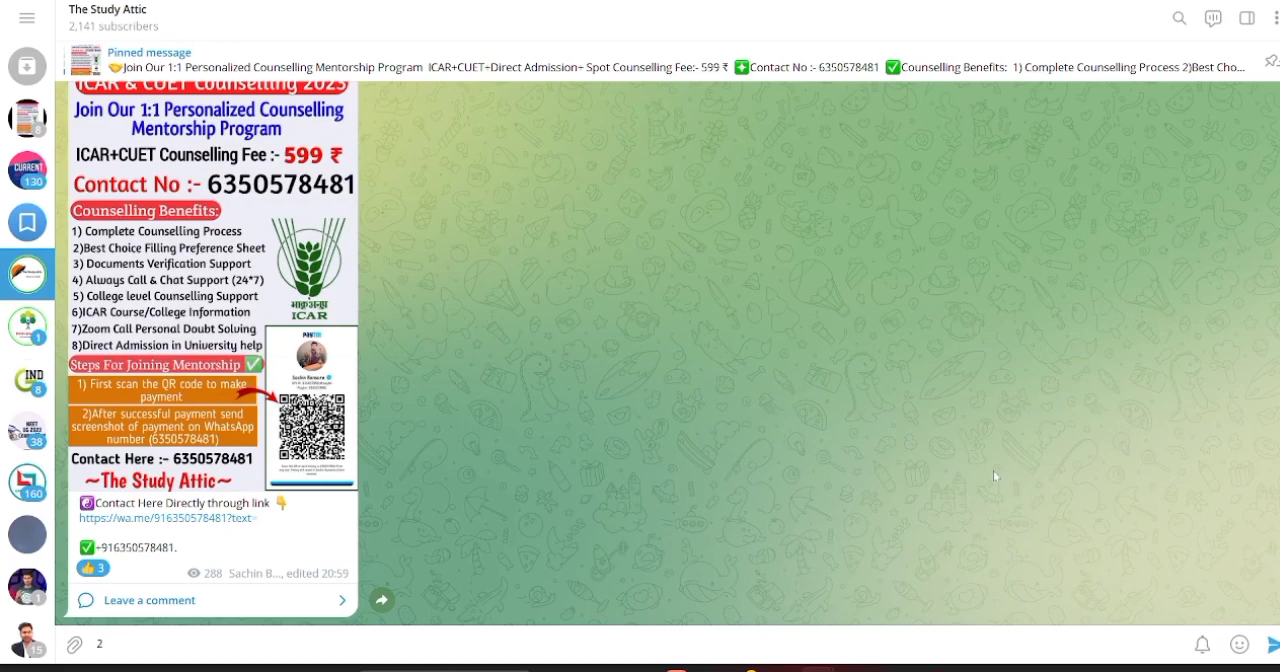 The Study Attic
2,141 subscribers
Pinned message
🤝Join Our 1:1 Personalized Counselling Mentorship Program ICAR+CUET+Direct Admission+ Spot Counselling Fee:- 599 ₹ ✳️Contact No :- 6350578481 ✅Counselling Benefits: 1) Complete Counselling Process 2)Best Cho...
ICAR & CUET Counselling 2023
Join Our 1:1 Personalized Counselling
Mentorship Program
ICAR+CUET Counselling Fee :- 599 ₹
Contact No :- 6350578481
Counselling Benefits:
1) Complete Counselling Process
2)Best Choice Filling Preference Sheet
3) Documents Verification Support
4) Always Call & Chat Support (24*7)
5) College level Counselling Support
6)ICAR Course/College Information
7)Zoom Call Personal Doubt Solving
8)Direct Admission in University help
भाकृअनुप
ICAR
Steps For Joining Mentorship ✅
1) First scan the QR code to make
payment
2)After successful payment send
screenshot of payment on WhatsApp
number (6350578481)
Contact Here :- 6350578481
~The Study Attic~
paytm
Contact Here Directly through link 👇
https://wa.me/916350578481?text=
✅+916350578481.
👍 3
288 Sachin B..., edited 20:59
Leave a comment
2
8
CURRENT
130
1
IND
8
38
160
1
15